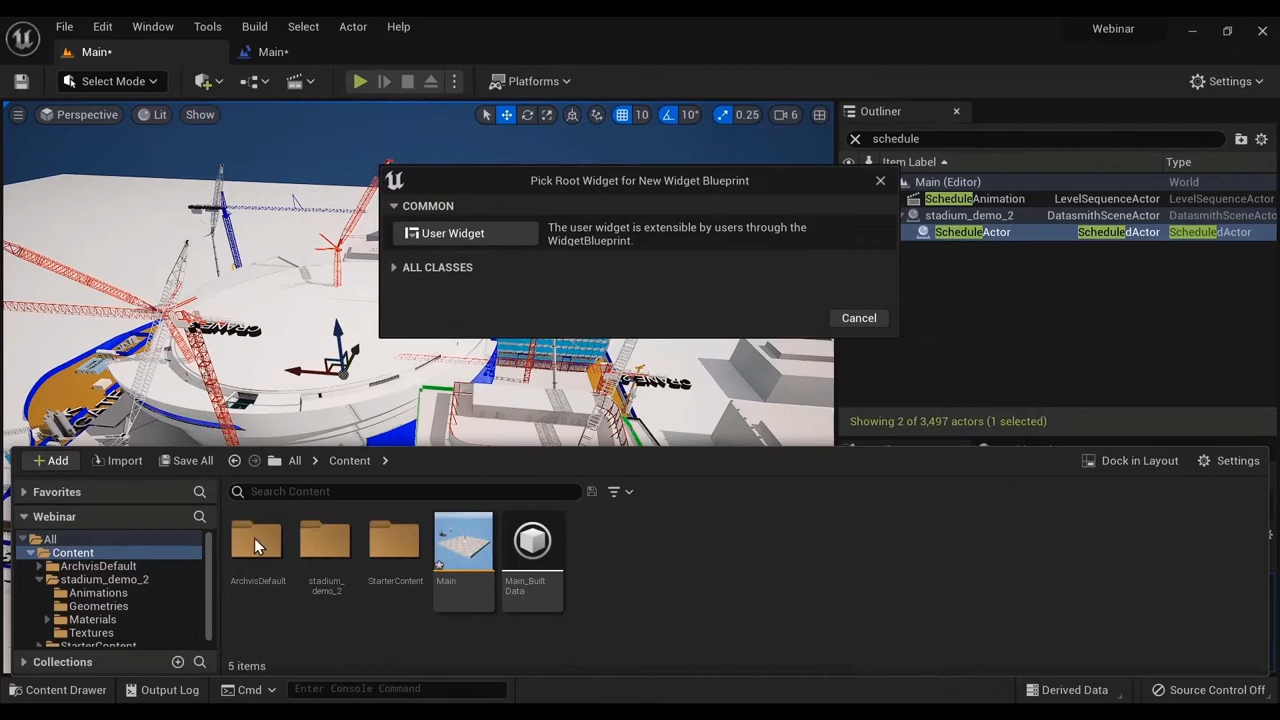 File Edit Window Tools Build Select Actor Help
Webinar
Main*
Main*
Select Mode
Platforms
Settings
Perspective Lit Show
10 10° 0.25 6
Outliner
schedule
Item Label Type
Main (Editor) World
ScheduleAnimation LevelSequenceActor
stadium_demo_2 DatasmithSceneActor
ScheduleActor ScheduledActor
Pick Root Widget for New Widget Blueprint
COMMON
User Widget
The user widget is extensible by users through the
WidgetBlueprint.
ALL CLASSES
Cancel
Showing 2 of 3,497 actors (1 selected)
Add Import Save All All Content
Dock in Layout Settings
Favorites
Search Content
Webinar
All
Content
ArchvisDefault
stadium_demo_2
Animations
Geometries
Materials
Textures
StarterContent
ArchvisDefault
stadium_
demo_2
StarterContent
Main
Main_Built
Data
Collections
5 items
Content Drawer Output Log Cmd Enter Console Command
Derived Data Source Control Off